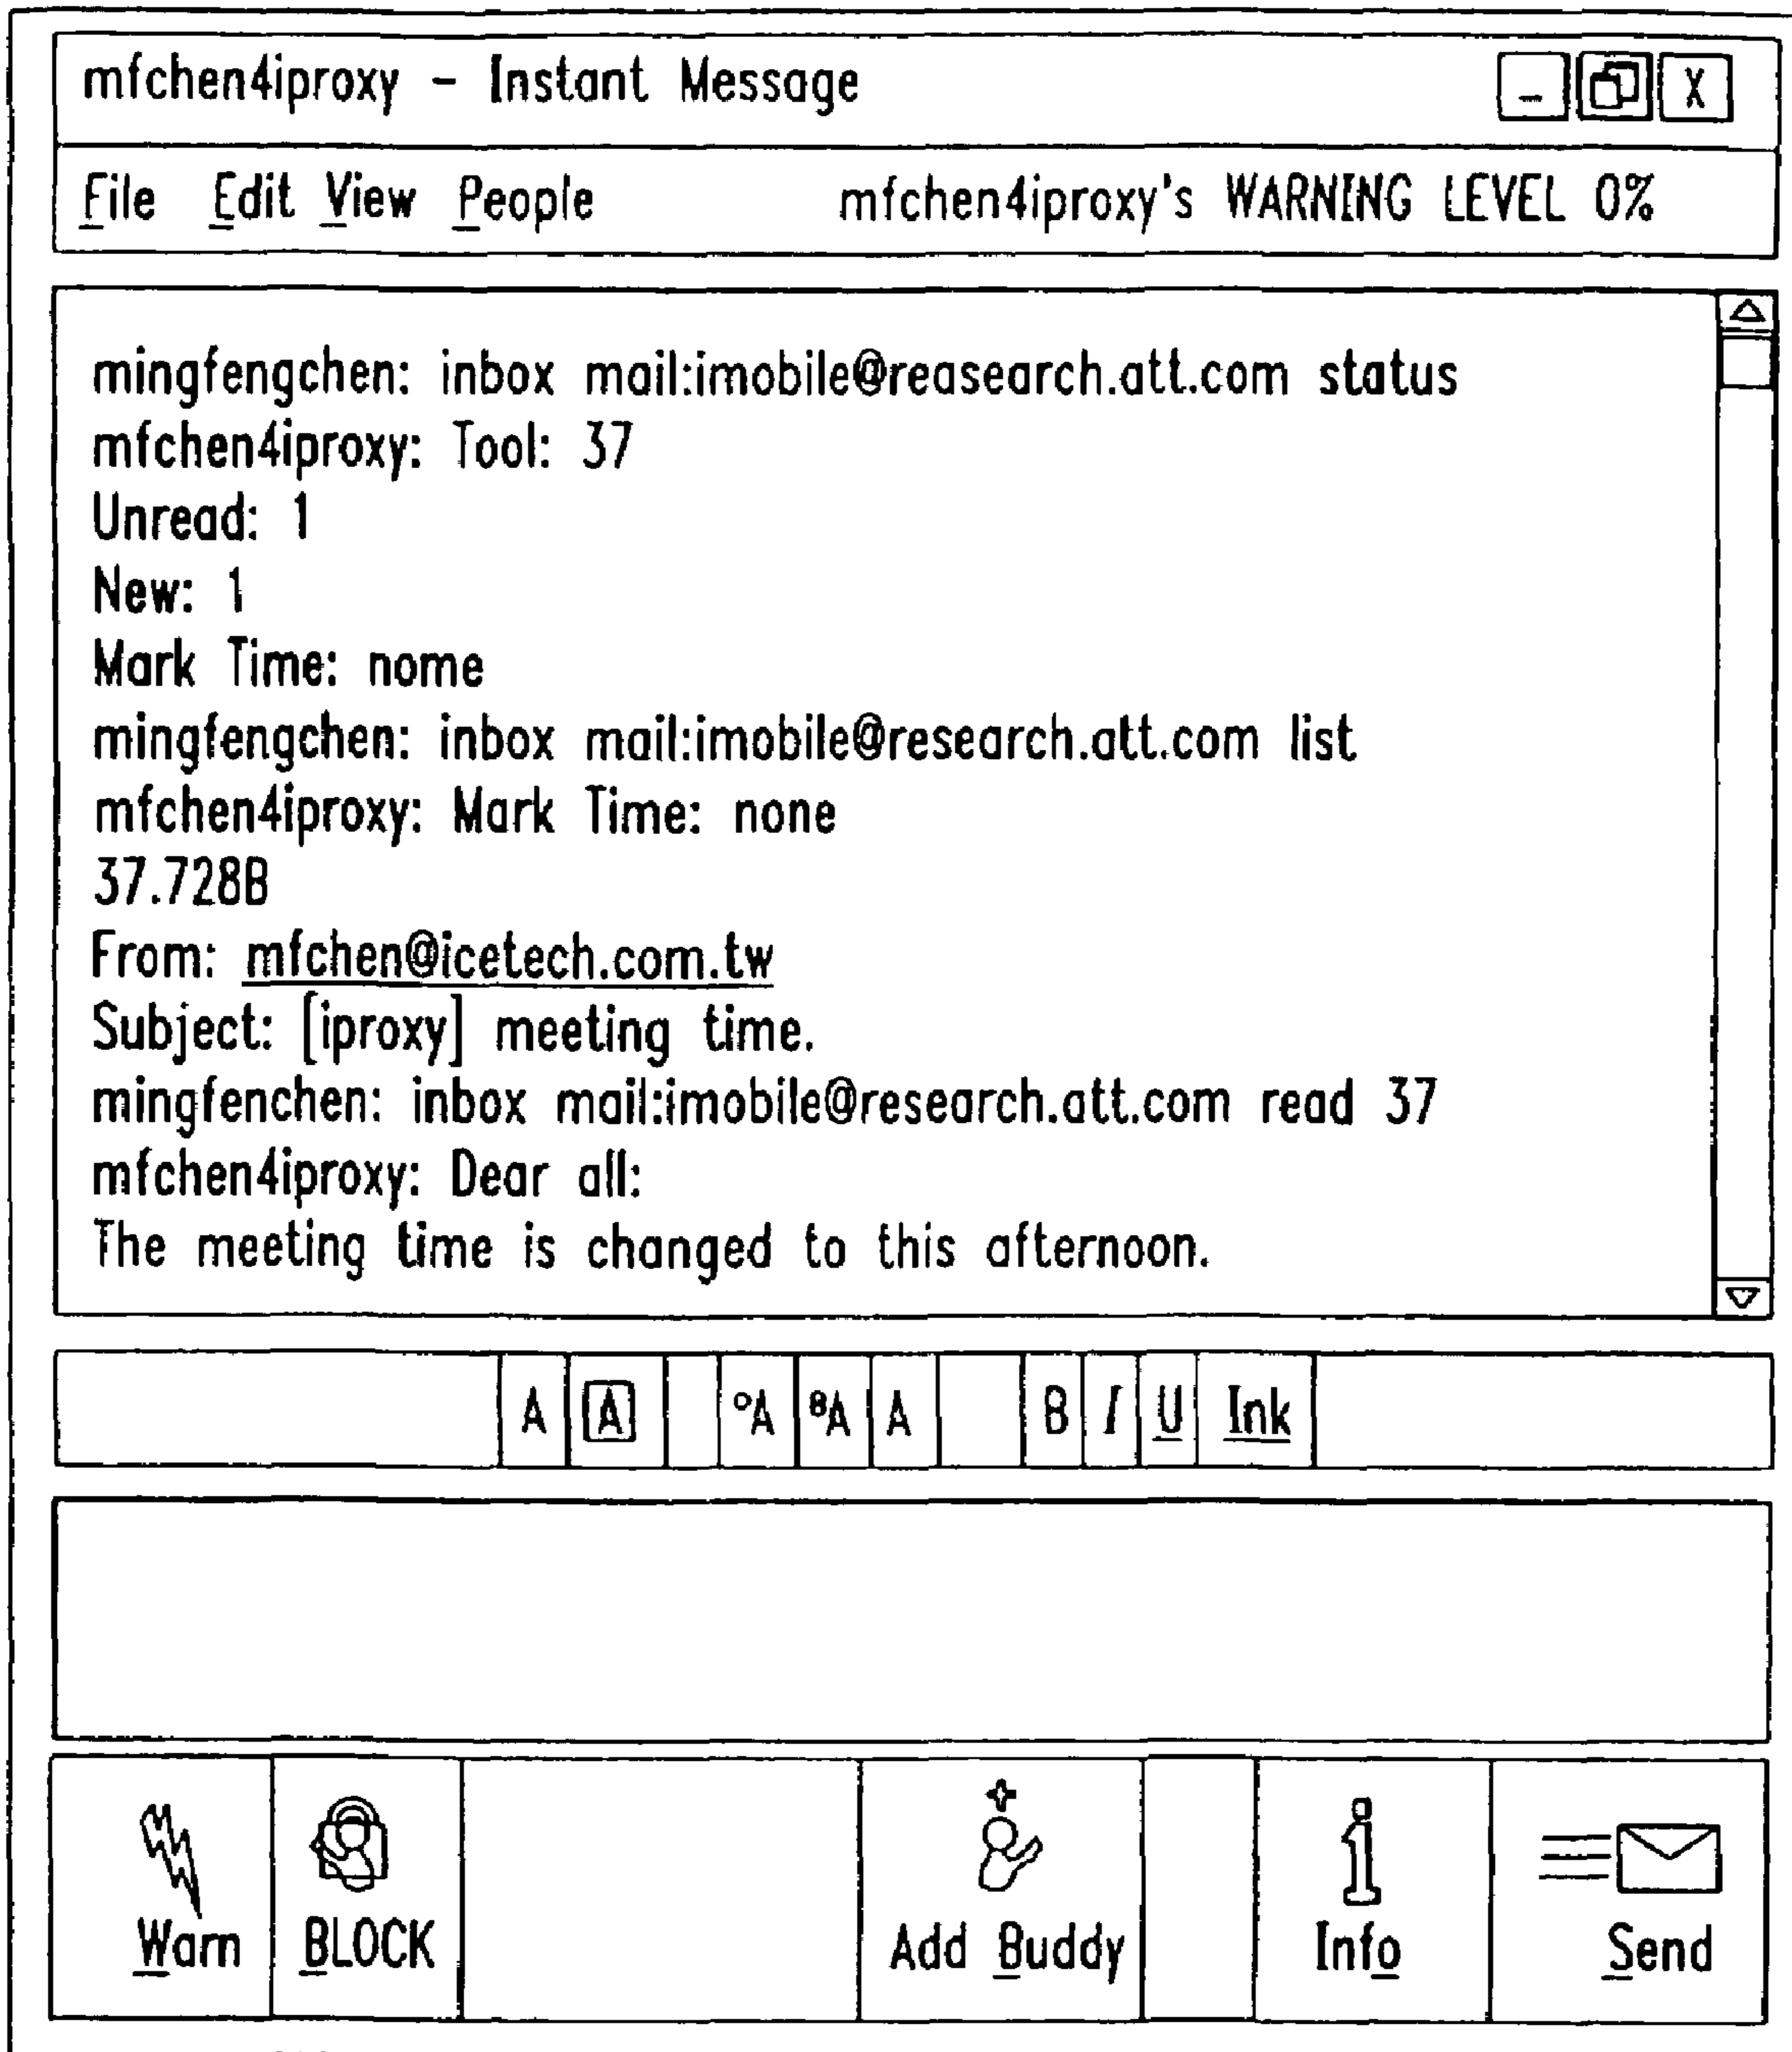 mfchen4iproxy - Instant Message
_ X
File Edit View People mfchen4iproxy's WARNING LEVEL 0%
mingfengchen: inbox mail:imobile@reasearch.att.com status
mfchen4iproxy: Tool: 37
Unread: 1
New: 1
Mark Time: nome
mingfengchen: inbox mail:imobile@research.att.com list
mfchen4iproxy: Mark Time: none
37.728B
From: mfchen@icetech.com.tw
Subject: [iproxy] meeting time.
mingfenchen: inbox mail:imobile@research.att.com read 37
mfchen4iproxy: Dear all:
The meeting time is changed to this afternoon.
A A °A ᴮA A B I U Ink
Warn BLOCK Add Buddy Info Send